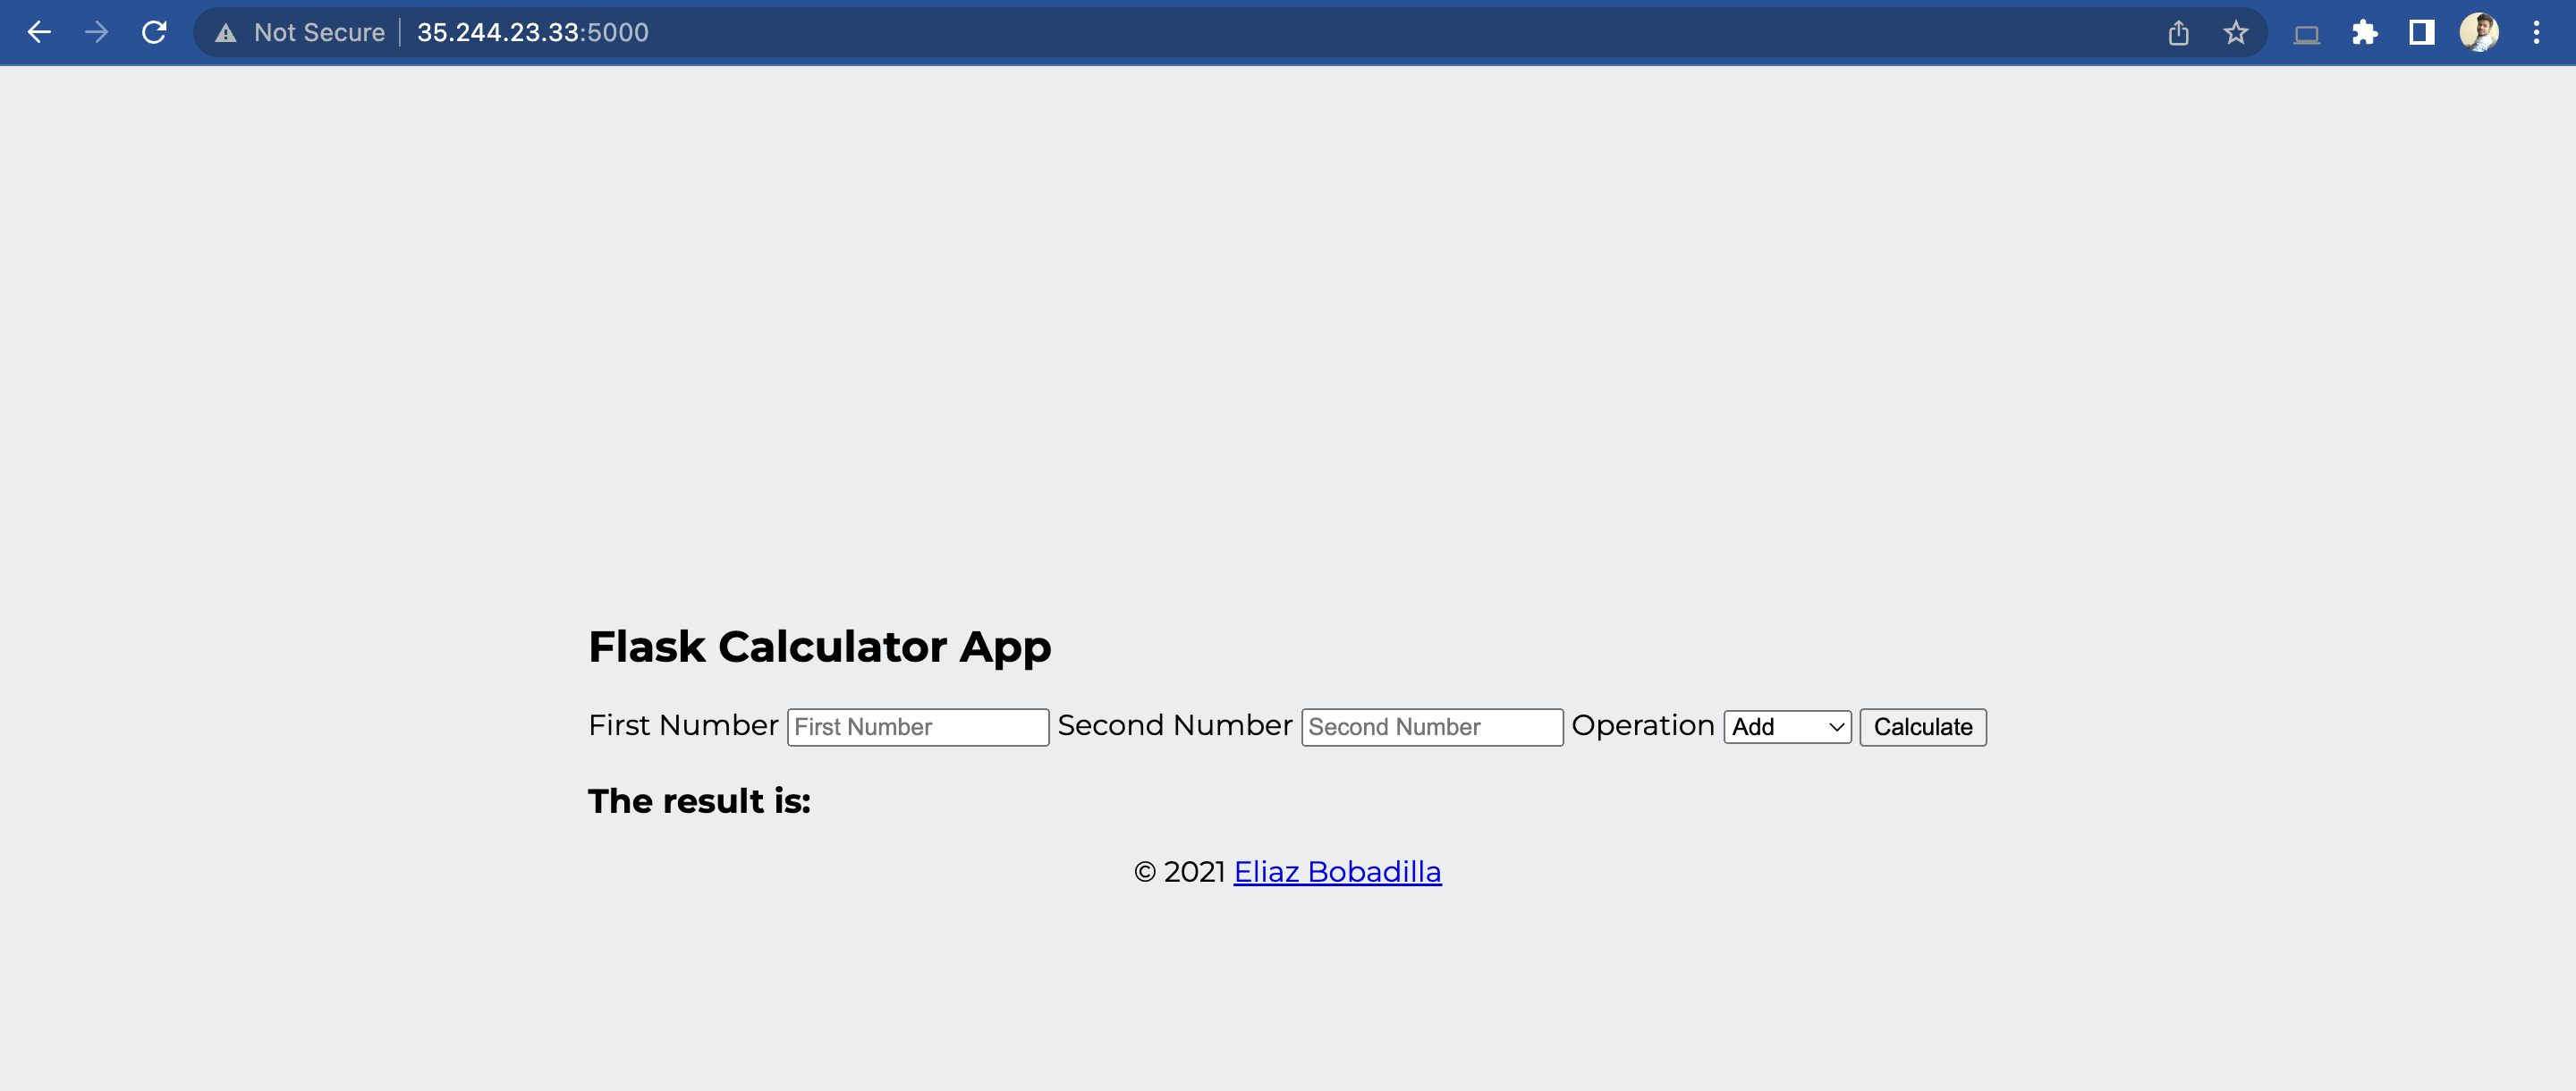 Not Secure 35.244.23.33:5000
Flask Calculator App
First Number First Number Second Number Second Number Operation Add Calculate
The result is:
© 2021 Eliaz Bobadilla